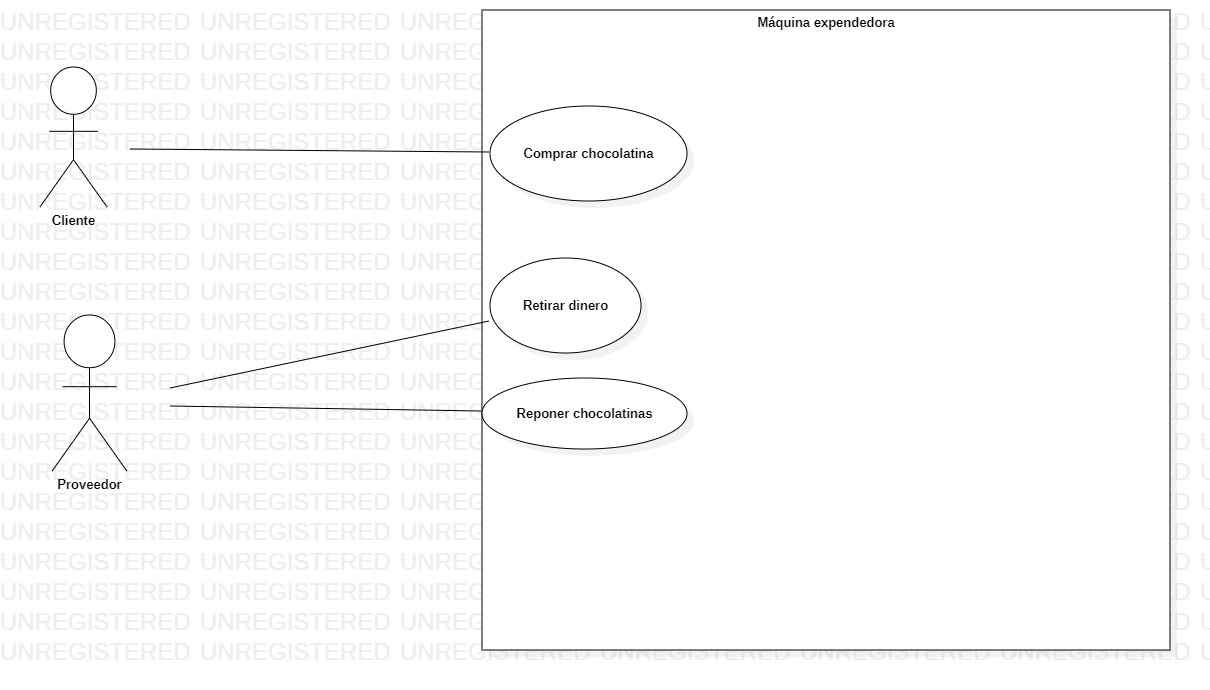 Máquina expendedora
Comprar chocolatina
Cliente
Retirar dinero
Reponer chocolatinas
Proveedor
UNREGISTERED UNREGISTERED UNREGISTERED UNREGISTERED UNREGISTERED UNREGISTERED